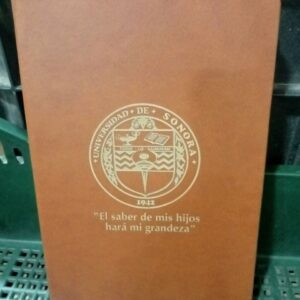 UNIVERSIDAD · DE · SONORA
1942
"El saber de mis hijos
hará mi grandeza"